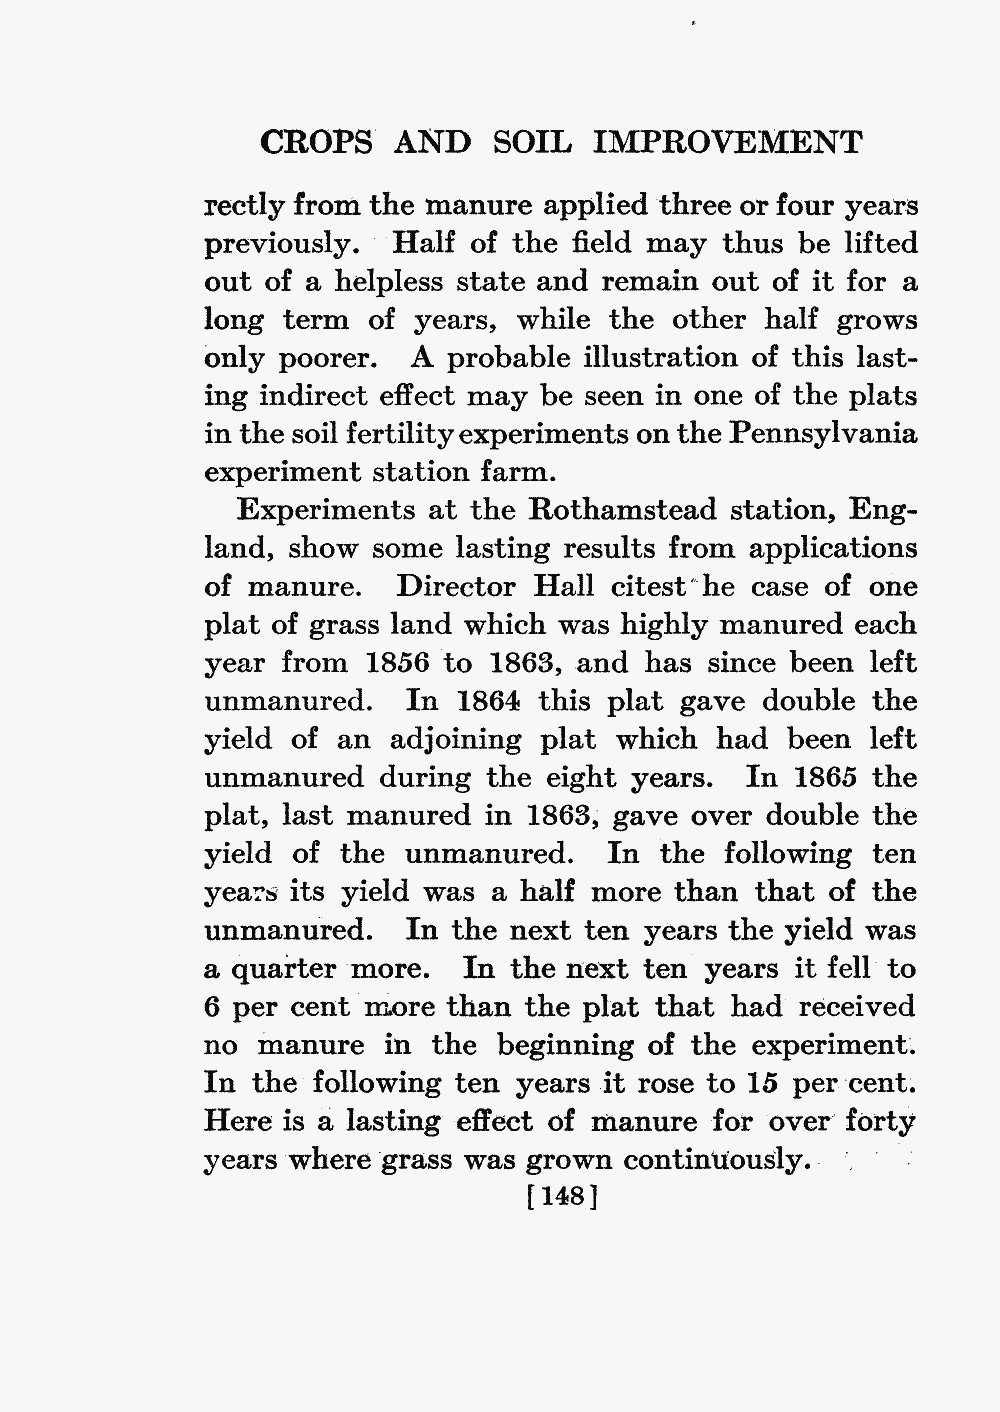 CROPS AND SOIL IMPROVEMENT
rectly from the manure applied three or four years
previously. Half of the field may thus be lifted
out of a helpless state and remain out of it for a
long term of years, while the other half grows
only poorer. A probable illustration of this last-
ing indirect effect may be seen in one of the plats
in the soil fertility experiments on the Pennsylvania
experiment station farm.
Experiments at the Rothamstead station, Eng-
land, show some lasting results from applications
of manure. Director Hall citest he case of one
plat of grass land which was highly manured each
year from 1856 to 1863, and has since been left
unmanured. In 1864 this plat gave double the
yield of an adjoining plat which had been left
unmanured during the eight years. In 1865 the
plat, last manured in 1863, gave over double the
yield of the unmanured. In the following ten
years its yield was a half more than that of the
unmanured. In the next ten years the yield was
a quarter more. In the next ten years it fell to
6 per cent more than the plat that had received
no manure in the beginning of the experiment.
In the following ten years it rose to 15 per cent.
Here is a lasting effect of manure for over forty
years where grass was grown continuously.
[148]